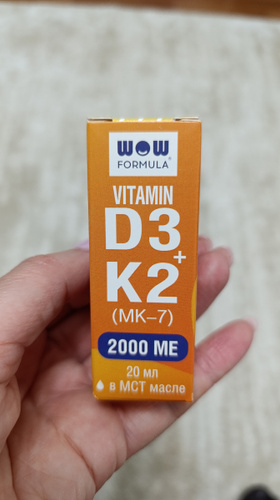 WOW
FORMULA®
VITAMIN
D3+
K2
(MK–7)
2000 МЕ
20 мл
в МСТ масле